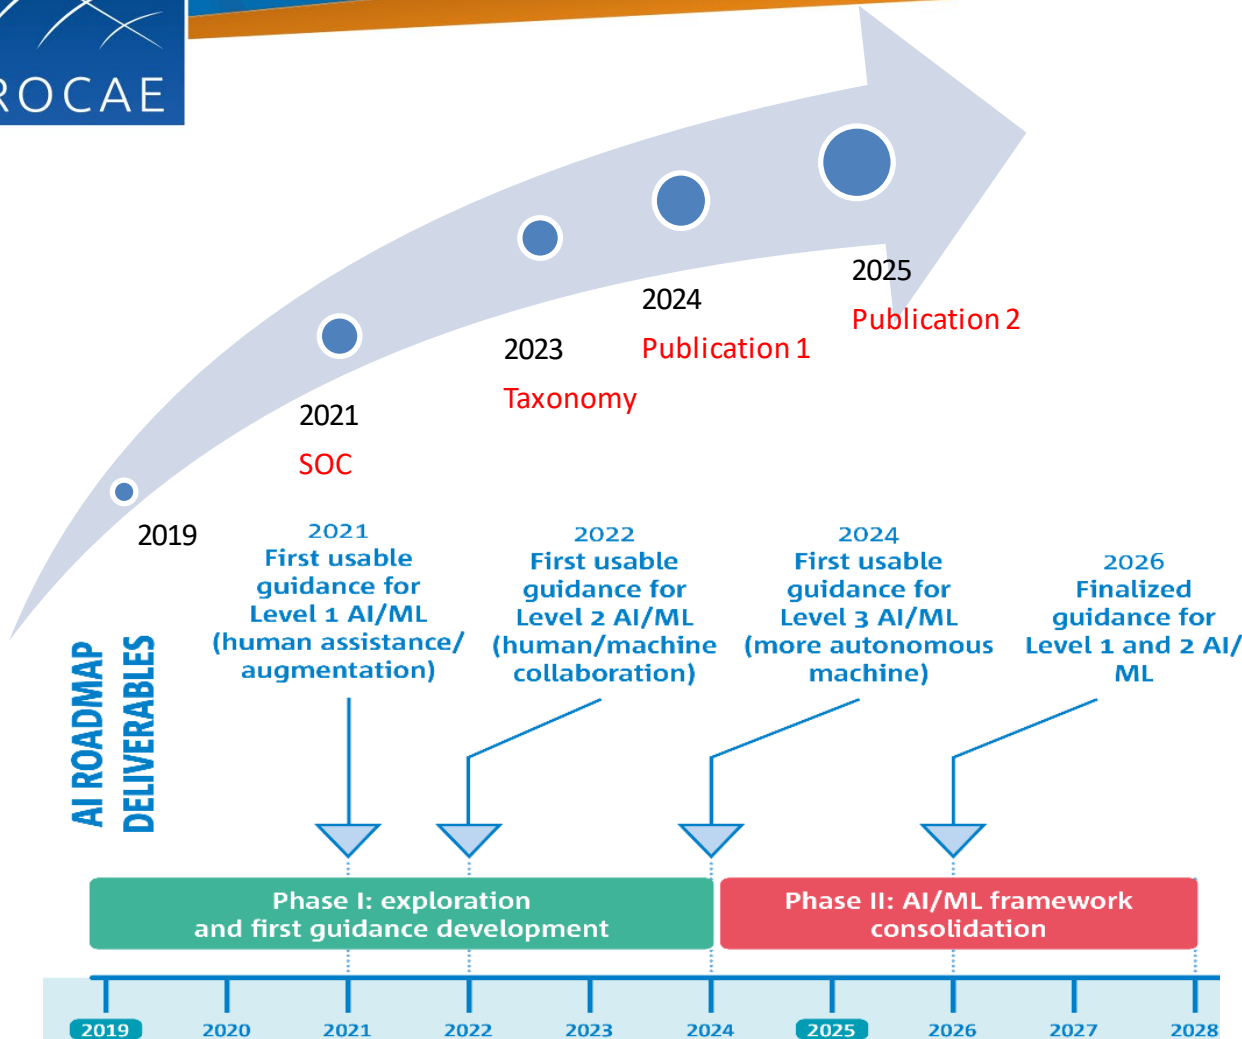 ROCAE
2025
Publication 2
2024
Publication 1
2023
Taxonomy
2021
SOC
2019
AI ROADMAP
DELIVERABLES
2021
First usable
guidance for
Level 1 AI/ML
(human assistance/
augmentation)
2022
First usable
guidance for
Level 2 AI/ML
(human/machine
collaboration)
2024
First usable
guidance for
Level 3 AI/ML
(more autonomous
machine)
2026
Finalized
guidance for
Level 1 and 2 AI/
ML
Phase I: exploration
and first guidance development
Phase II: AI/ML framework
consolidation
2019 2020 2021 2022 2023 2024 2025 2026 2027 2028